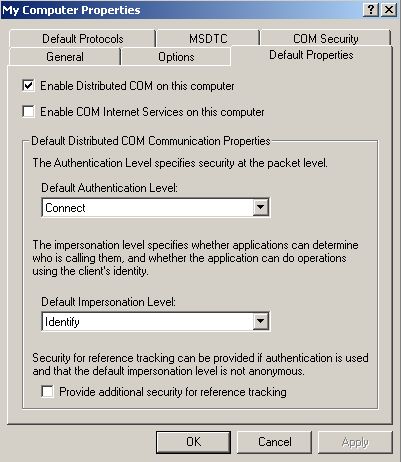 My Computer Properties
Default Protocols MSDTC COM Security
General Options Default Properties
Enable Distributed COM on this computer
Enable COM Internet Services on this computer
Default Distributed COM Communication Properties
The Authentication Level specifies security at the packet level.
Default Authentication Level:
Connect
The impersonation level specifies whether applications can determine
who is calling them, and whether the application can do operations
using the client's identity.
Default Impersonation Level:
Identify
Security for reference tracking can be provided if authentication is used
and that the default impersonation level is not anonymous.
Provide additional security for reference tracking
OK Cancel Apply